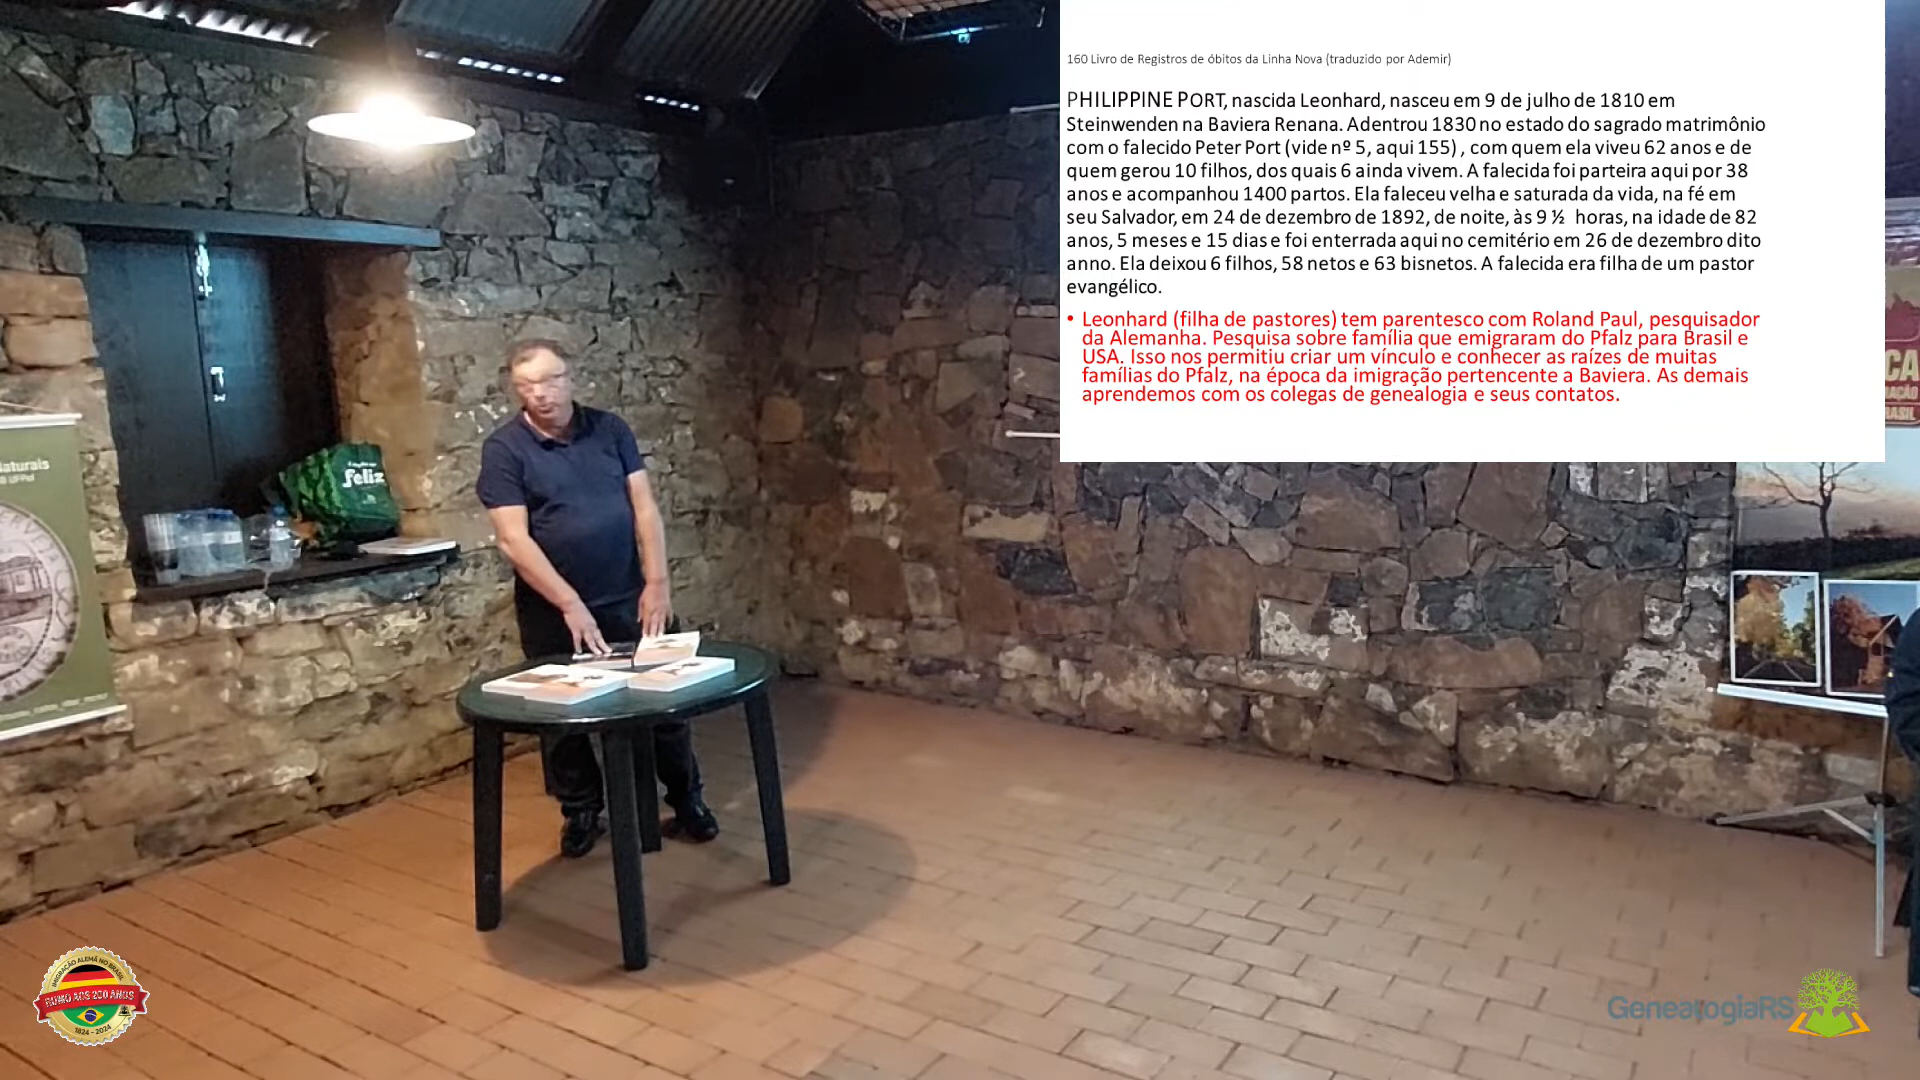 160 Livro de Registros de óbitos da Linha Nova (traduzido por Ademir)
PHILIPPINE PORT, nascida Leonhard, nasceu em 9 de julho de 1810 em
Steinwenden na Baviera Renana. Adentrou 1830 no estado do sagrado matrimônio
com o falecido Peter Port (vide nº 5, aqui 155) , com quem ela viveu 62 anos e de
quem gerou 10 filhos, dos quais 6 ainda vivem. A falecida foi parteira aqui por 38
anos e acompanhou 1400 partos. Ela faleceu velha e saturada da vida, na fé em
seu Salvador, em 24 de dezembro de 1892, de noite, às 9 ½ horas, na idade de 82
anos, 5 meses e 15 dias e foi enterrada aqui no cemitério em 26 de dezembro dito
anno. Ela deixou 6 filhos, 58 netos e 63 bisnetos. A falecida era filha de um pastor
evangélico.
• Leonhard (filha de pastores) tem parentesco com Roland Paul, pesquisador
da Alemanha. Pesquisa sobre família que emigraram do Pfalz para Brasil e
USA. Isso nos permitiu criar um vínculo e conhecer as raízes de muitas
famílias do Pfalz, na época da imigração pertencente a Baviera. As demais
aprendemos com os colegas de genealogia e seus contatos.
CA
RAÇÃO
RASIL
feliz
aturais
UFPel
IMIGRAÇÃO ALEMÃ NO BRASIL
RUMO AOS 200 ANOS
1824 - 2024
GenealogiaRS